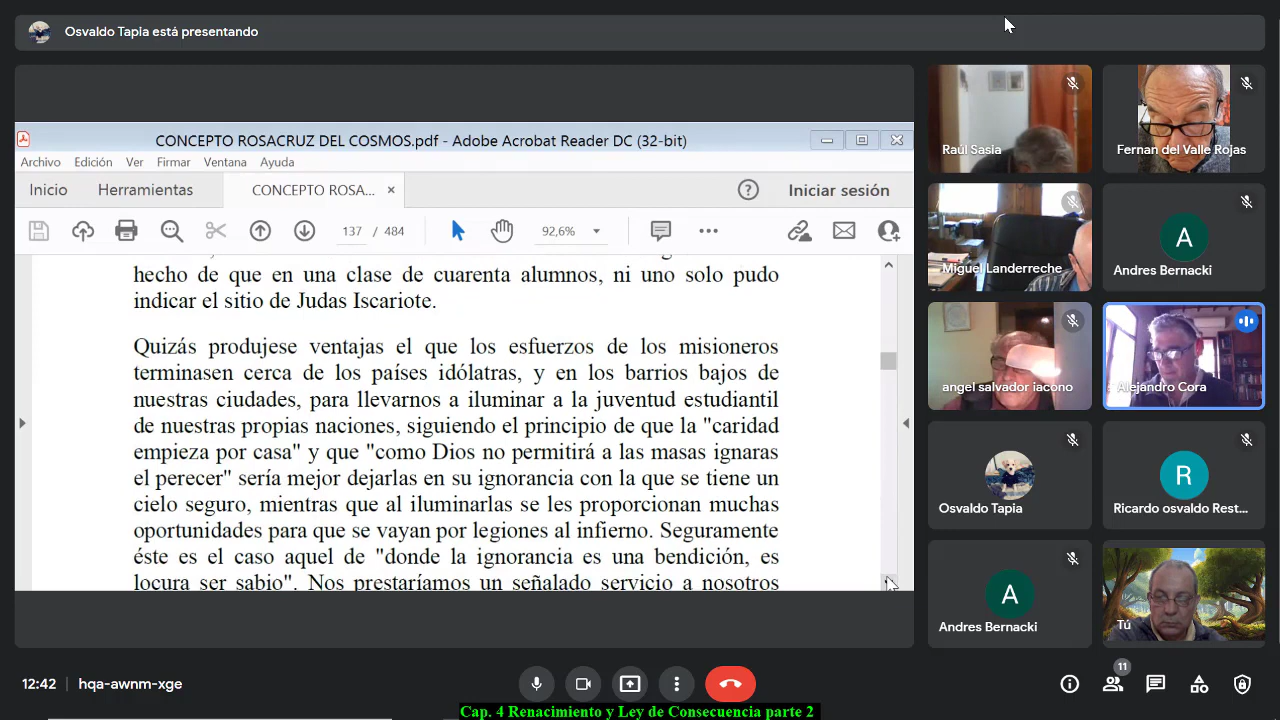 Osvaldo Tapia está presentando
CONCEPTO ROSACRUZ DEL COSMOS.pdf - Adobe Acrobat Reader DC (32-bit)
Archivo Edición Ver Firmar Ventana Ayuda
Inicio Herramientas CONCEPTO ROSA... × Iniciar sesión
137 / 484 92,6%
hecho de que en una clase de cuarenta alumnos, ni uno solo pudo
indicar el sitio de Judas Iscariote.
Quizás produjese ventajas el que los esfuerzos de los misioneros
terminasen cerca de los países idólatras, y en los barrios bajos de
nuestras ciudades, para llevarnos a iluminar a la juventud estudiantil
de nuestras propias naciones, siguiendo el principio de que la "caridad
empieza por casa" y que "como Dios no permitirá a las masas ignaras
el perecer" sería mejor dejarlas en su ignorancia con la que se tiene un
cielo seguro, mientras que al iluminarlas se les proporcionan muchas
oportunidades para que se vayan por legiones al infierno. Seguramente
éste es el caso aquel de "donde la ignorancia es una bendición, es
locura ser sabio". Nos prestaríamos un señalado servicio a nosotros
Raúl Sasia
Fernan del Valle Rojas
Miguel Landerreche
A
Andres Bernacki
angel salvador iacono
Alejandro Cora
Osvaldo Tapia
R
Ricardo osvaldo Rest...
A
Andres Bernacki
Tú
12:42 hqa-awnm-xge
11
Cap. 4 Renacimiento y Ley de Consecuencia parte 2